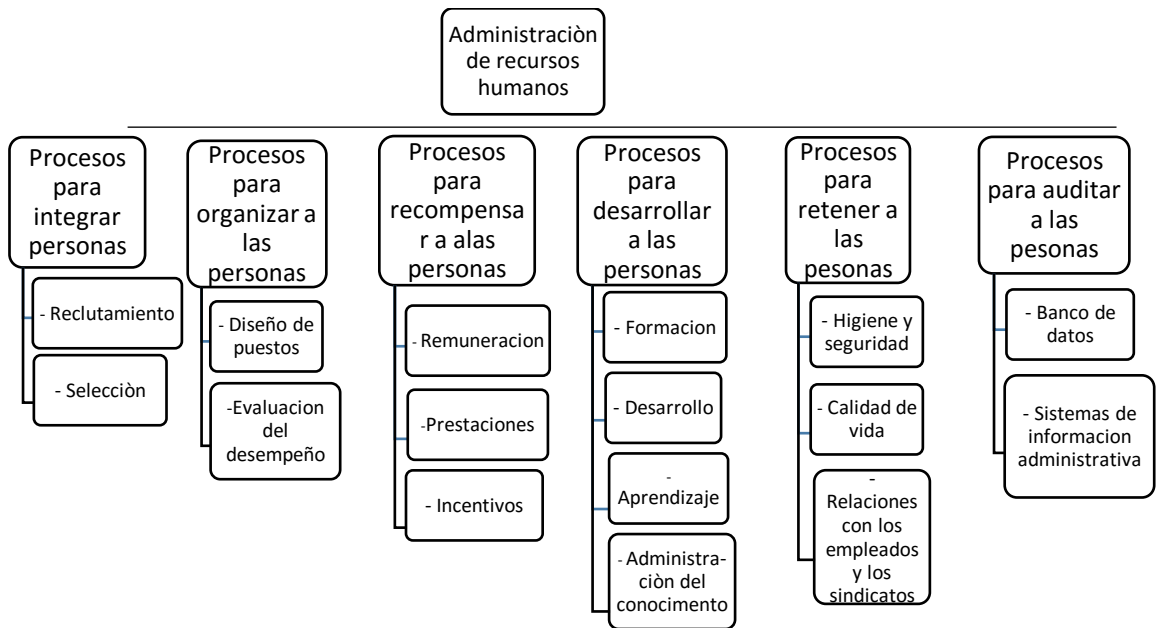 Administraciòn
de recursos
humanos
Procesos
para
integrar
personas
- Reclutamiento
- Selecciòn
Procesos
para
organizar a
las
personas
- Diseño de
puestos
-Evaluacion
del
desempeño
Procesos
para
recompensa
r a alas
personas
- Remuneracion
-Prestaciones
- Incentivos
Procesos
para
desarrollar
a las
personas
- Formacion
- Desarrollo
-
Aprendizaje
- Administra-
ciòn del
conocimento
Procesos
para
retener a
las
pesonas
- Higiene y
seguridad
- Calidad de
vida
-
Relaciones
con los
empleados
y los
sindicatos
Procesos
para auditar
a las
pesonas
- Banco de
datos
- Sistemas de
informacion
administrativa